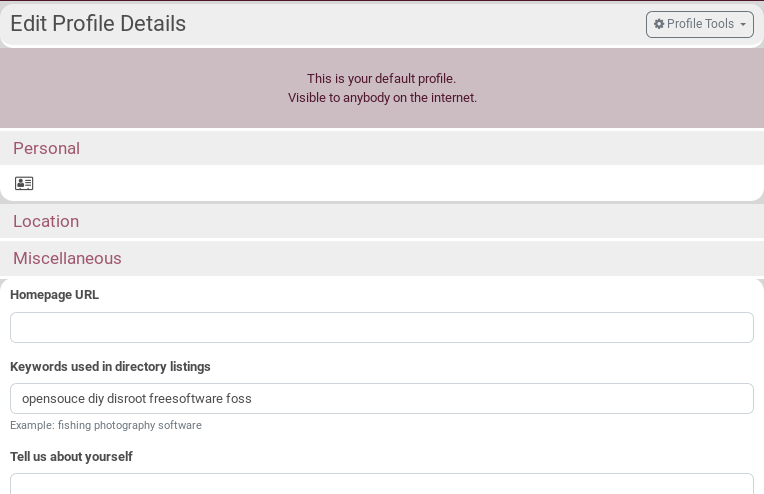 Edit Profile Details
Profile Tools
This is your default profile.
Visible to anybody on the internet.
Personal
Location
Miscellaneous
Homepage URL
Keywords used in directory listings
opensouce diy disroot freesoftware foss
Example: fishing photography software
Tell us about yourself